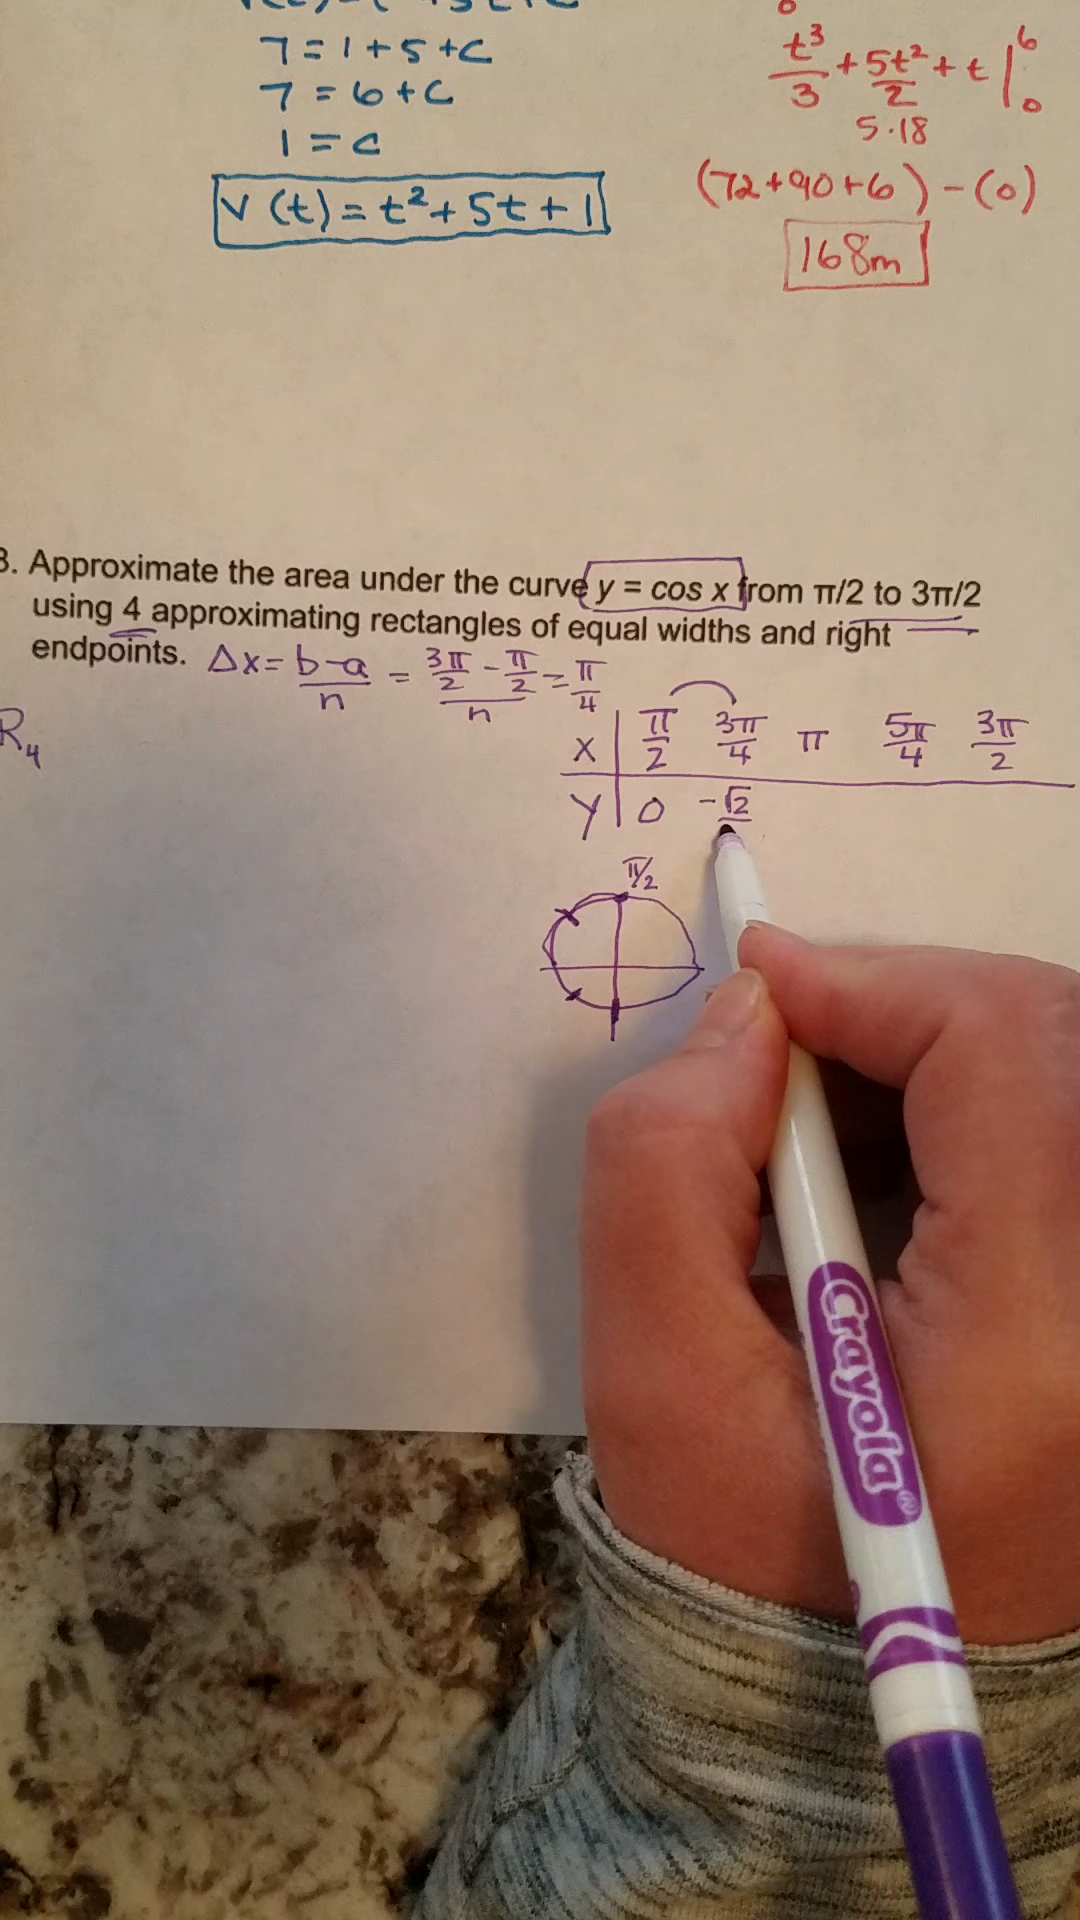 7 = 1 + 5 + C
7 = 6 + C
1 = C
V(t) = t² + 5t + 1
0
t³/3 + 5t²/2 + t |₀⁶
5·18
(72+90+6) - (0)
168m
3. Approximate the area under the curve y = cos x from π/2 to 3π/2
using 4 approximating rectangles of equal widths and right
endpoints. Δx = b-a/n = 3π/2 - π/2/n = π/4
R₄
X | π/2 3π/4 π 5π/4 3π/2
Y | 0 -√2
π/2
Crayola®